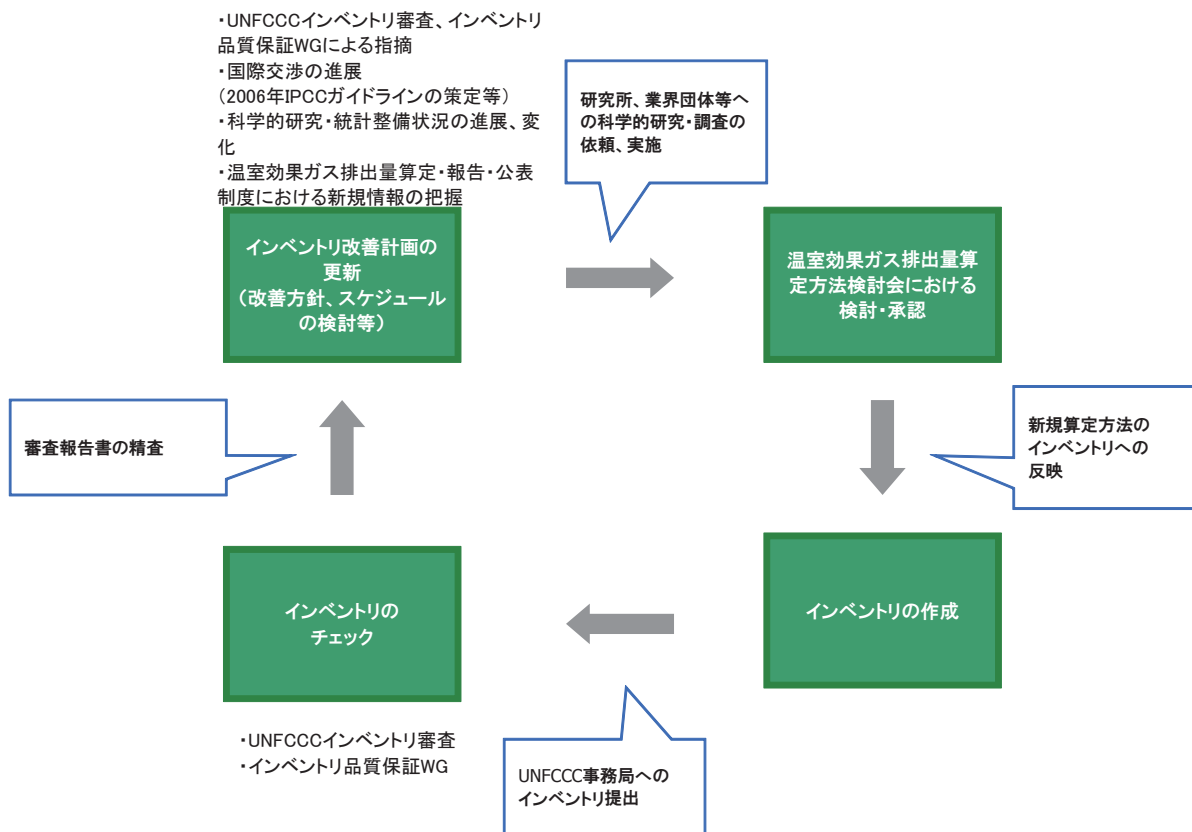 ・UNFCCCインベントリ審査、インベントリ
品質保証WGによる指摘
・国際交渉の進展
（2006年IPCCガイドラインの策定等）
・科学的研究・統計整備状況の進展、変
化
・温室効果ガス排出量算定・報告・公表
制度における新規情報の把握
研究所、業界団体等へ
の科学的研究・調査の
依頼、実施
インベントリ改善計画の
更新
（改善方針、スケジュール
の検討等）
温室効果ガス排出量算
定方法検討会における
検討・承認
審査報告書の精査
新規算定方法の
インベントリへの
反映
インベントリの
チェック
インベントリの作成
・UNFCCCインベントリ審査
・インベントリ品質保証WG
UNFCCC事務局への
インベントリ提出